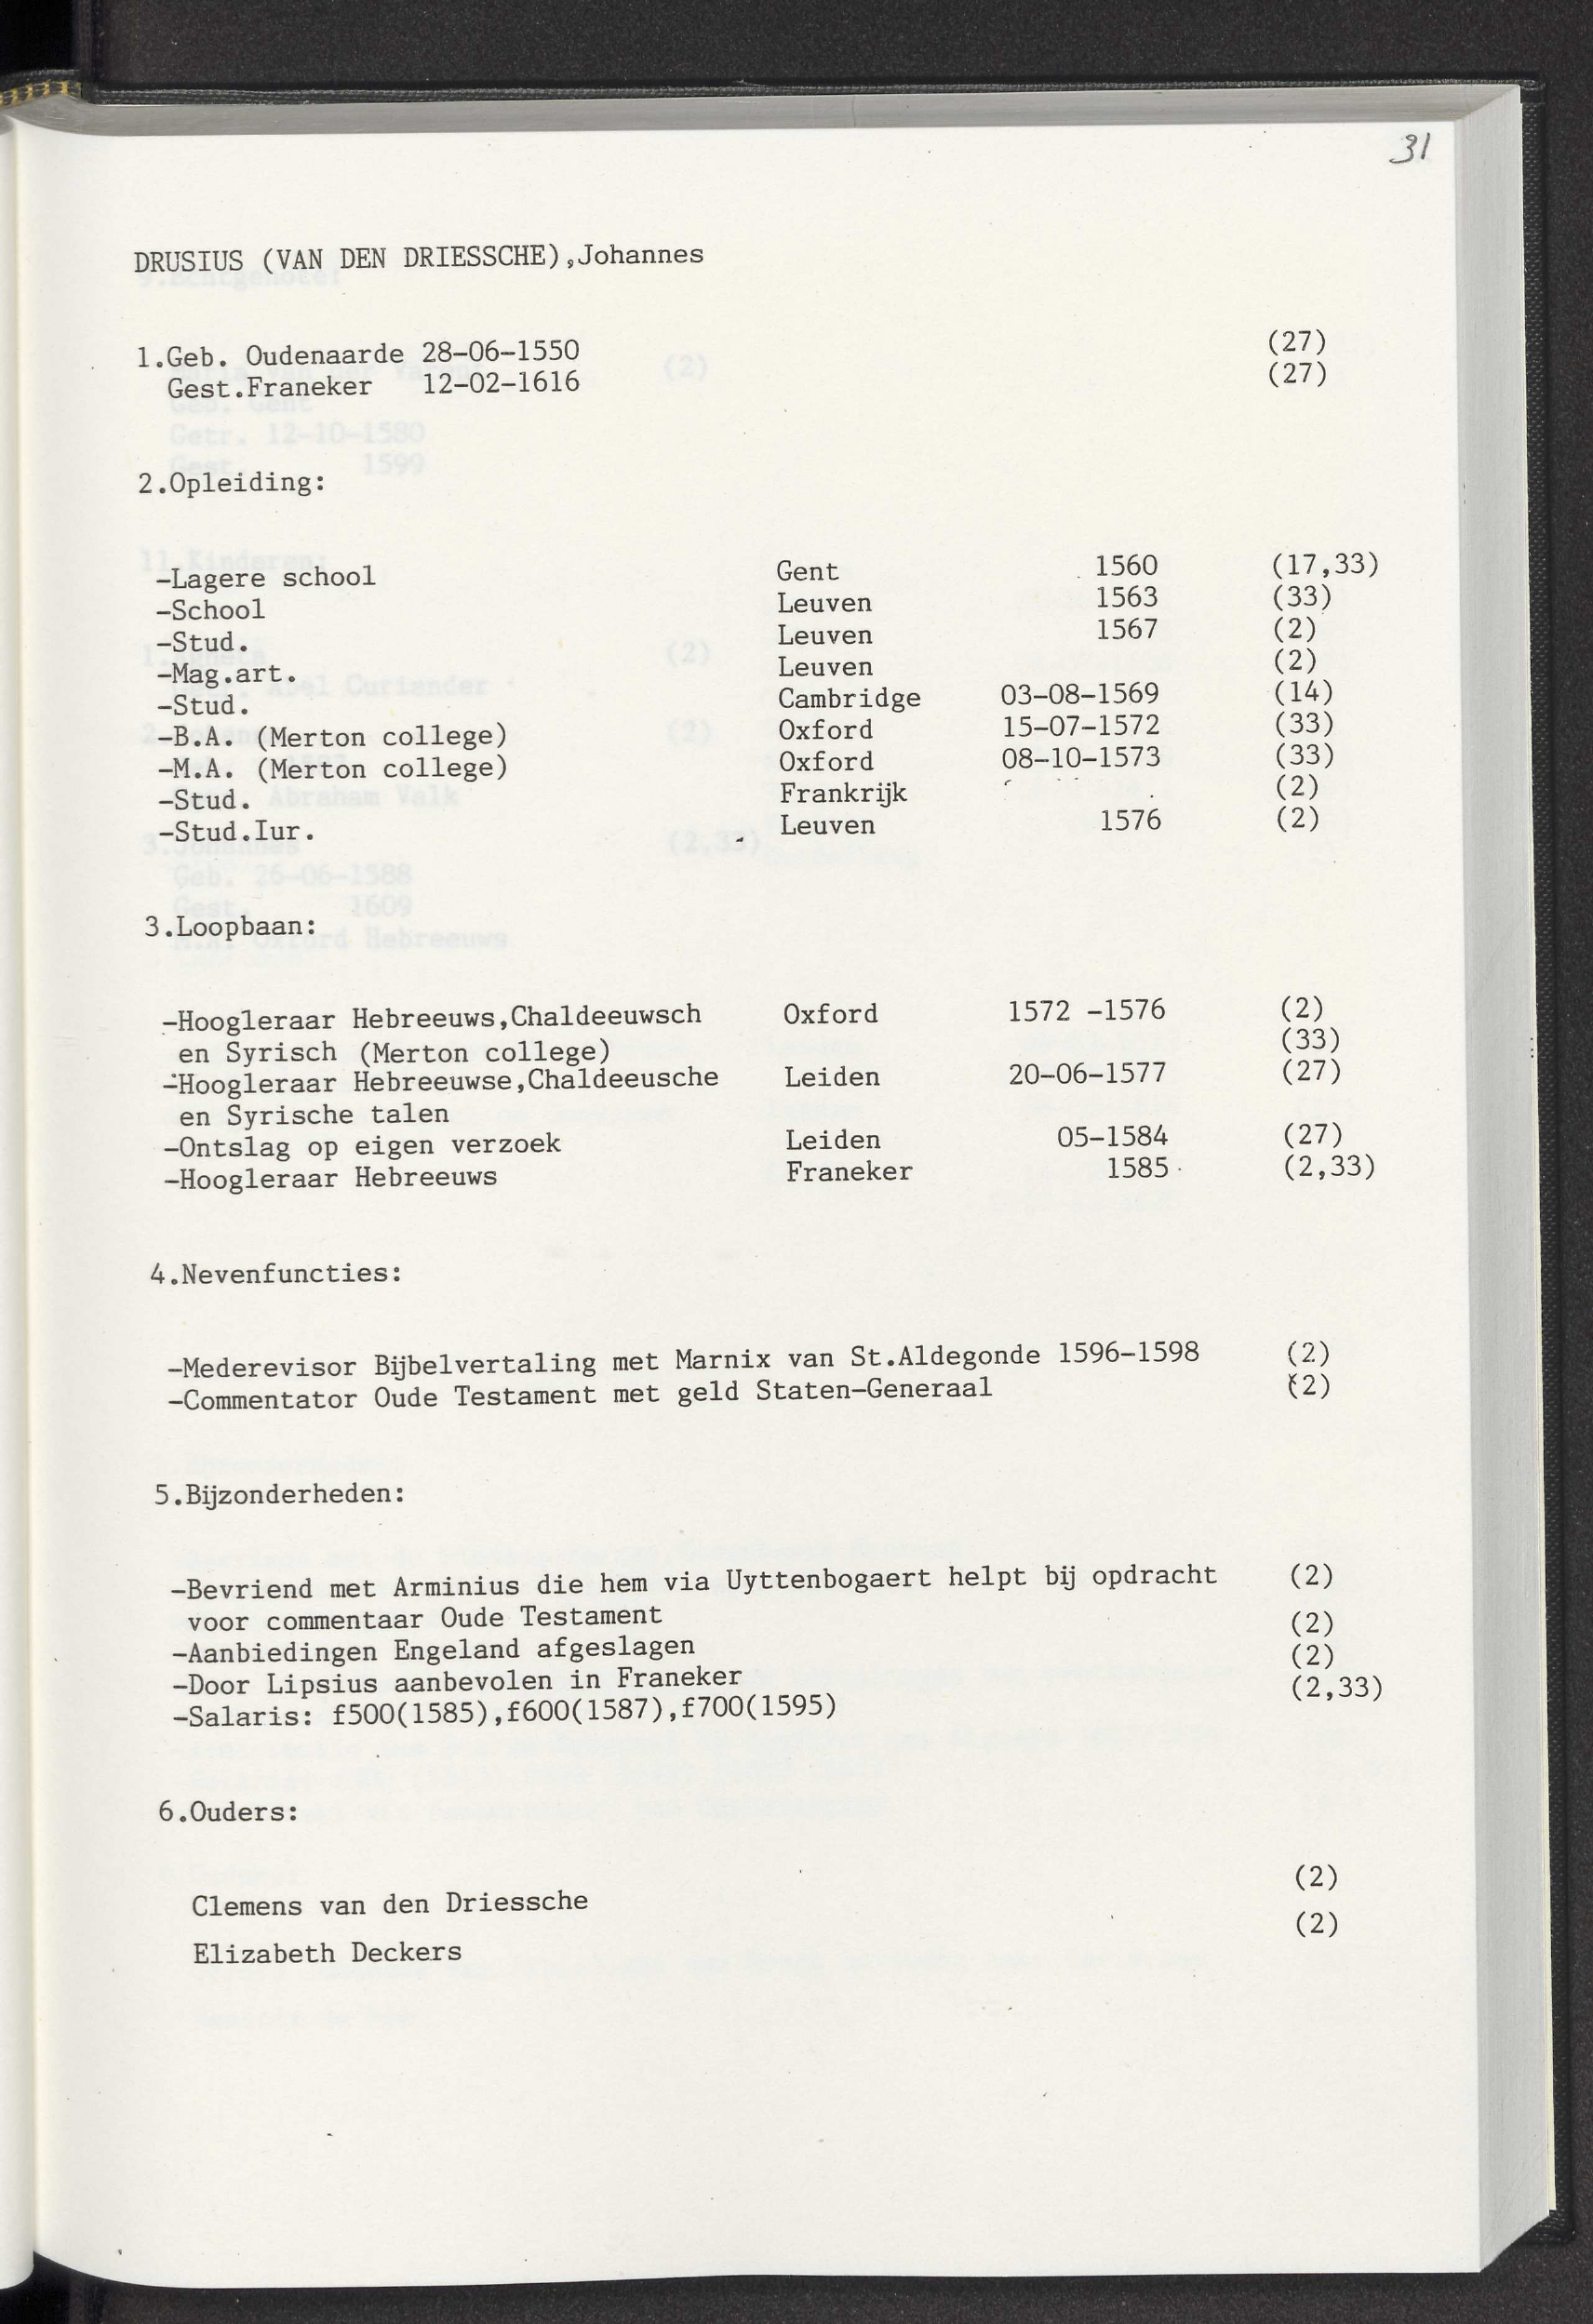 31
DRUSIUS (VAN DEN DRIESSCHE),Johannes
1.Geb. Oudenaarde 28-06-1550 (27)
Gest.Franeker 12-02-1616 (27)
2.Opleiding:
-Lagere school Gent 1560 (17,33)
-School Leuven 1563 (33)
-Stud. Leuven 1567 (2)
-Mag.art. Leuven (2)
-Stud. Cambridge 03-08-1569 (14)
-B.A. (Merton college) Oxford 15-07-1572 (33)
-M.A. (Merton college) Oxford 08-10-1573 (33)
-Stud. Frankrijk (2)
-Stud.Iur. Leuven 1576 (2)
3.Loopbaan:
-Hoogleraar Hebreeuws,Chaldeeuwsch Oxford 1572 -1576 (2)
en Syrisch (Merton college) (33)
-Hoogleraar Hebreeuwse,Chaldeeusche Leiden 20-06-1577 (27)
en Syrische talen
-Ontslag op eigen verzoek Leiden 05-1584 (27)
-Hoogleraar Hebreeuws Franeker 1585 (2,33)
4.Nevenfuncties:
-Mederevisor Bijbelvertaling met Marnix van St.Aldegonde 1596-1598 (2)
-Commentator Oude Testament met geld Staten-Generaal (2)
5.Bijzonderheden:
-Bevriend met Arminius die hem via Uyttenbogaert helpt bij opdracht (2)
voor commentaar Oude Testament
-Aanbiedingen Engeland afgeslagen (2)
-Door Lipsius aanbevolen in Franeker (2)
-Salaris: f500(1585),f600(1587),f700(1595) (2,33)
6.Ouders:
Clemens van den Driessche (2)
Elizabeth Deckers (2)